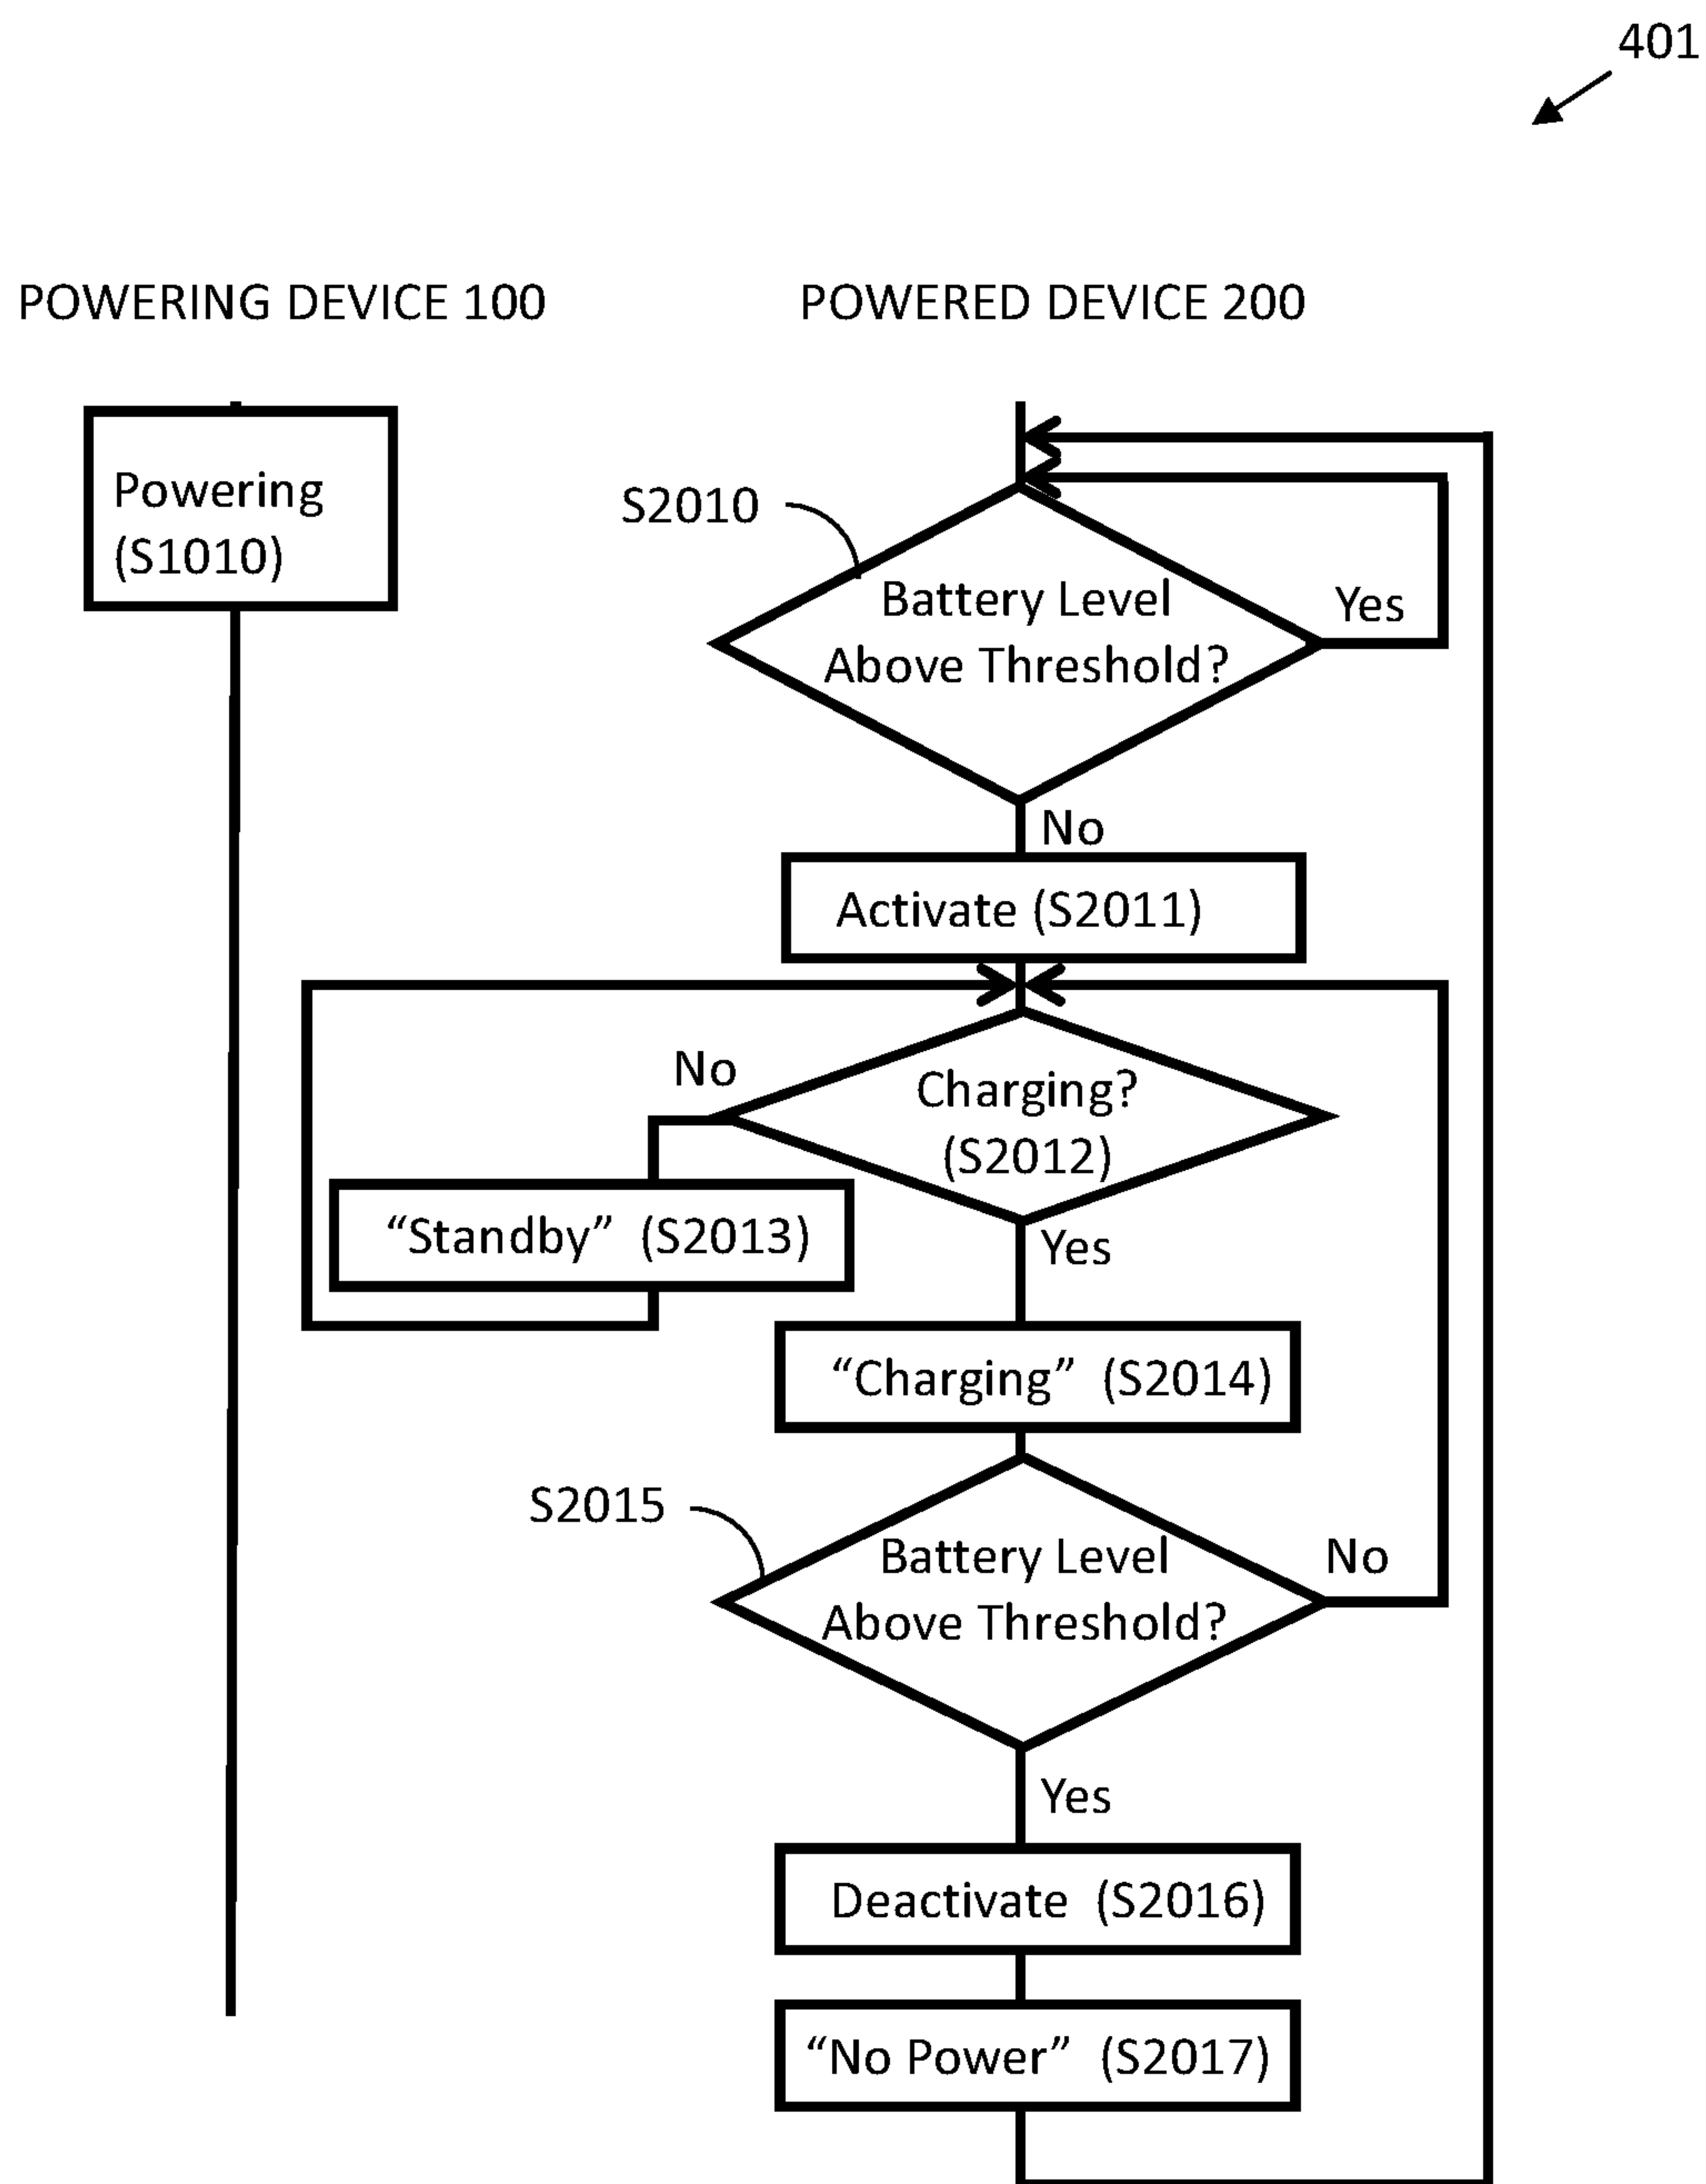 401
POWERING DEVICE 100
POWERED DEVICE 200
Powering
(S1010)
S2010
Battery Level
Above Threshold?
Yes
No
Activate (S2011)
No
Charging?
(S2012)
“Standby” (S2013)
Yes
“Charging” (S2014)
S2015
Battery Level
Above Threshold?
No
Yes
Deactivate (S2016)
“No Power” (S2017)